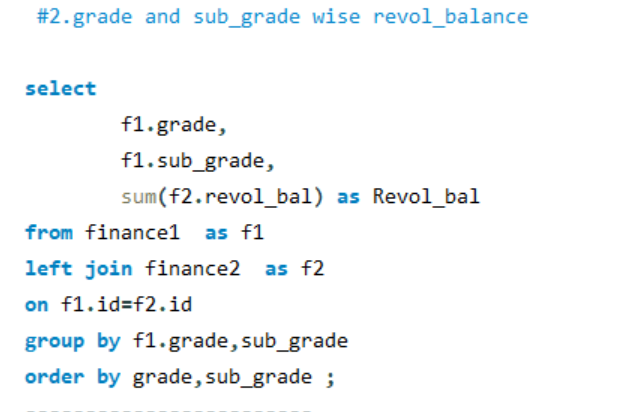 #2.grade and sub_grade wise revol_balance
select
f1.grade,
f1.sub_grade,
sum(f2.revol_bal) as Revol_bal
from finance1  as f1
left join finance2  as f2
on f1.id=f2.id
group by f1.grade,sub_grade
order by grade,sub_grade ;
------------------------